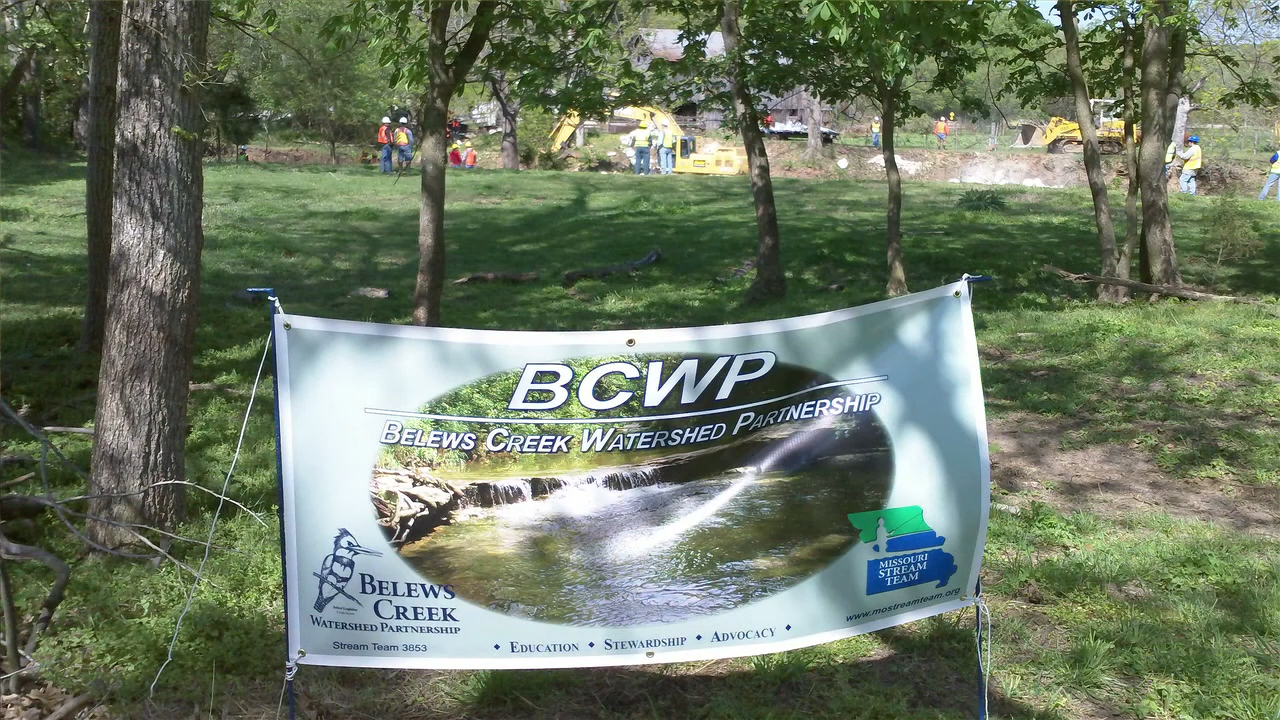 BCWP
BELEWS CREEK WATERSHED PARTNERSHIP
BELEWS
CREEK
WATERSHED PARTNERSHIP
Stream Team 3853
◆ EDUCATION ◆ STEWARDSHIP ◆ ADVOCACY ◆
MISSOURI
STREAM
TEAM
www.mostreamteam.org